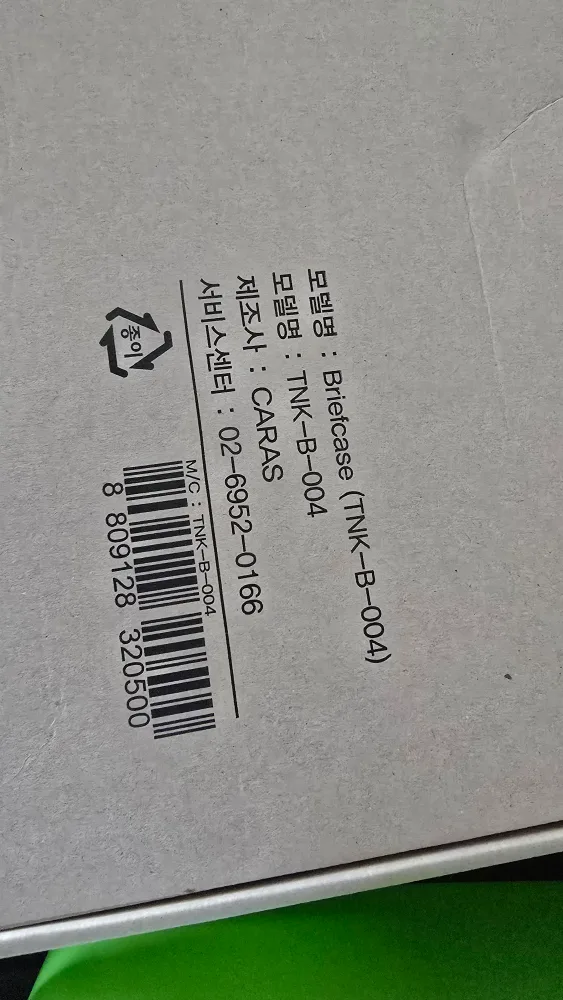 모델명 : Briefcase (TNK-B-004)
모델명 : TNK-B-004
제조사 : CARAS
서비스센터 : 02-6952-0166
종이
M/C : TNK-B-004
8 809128 320500